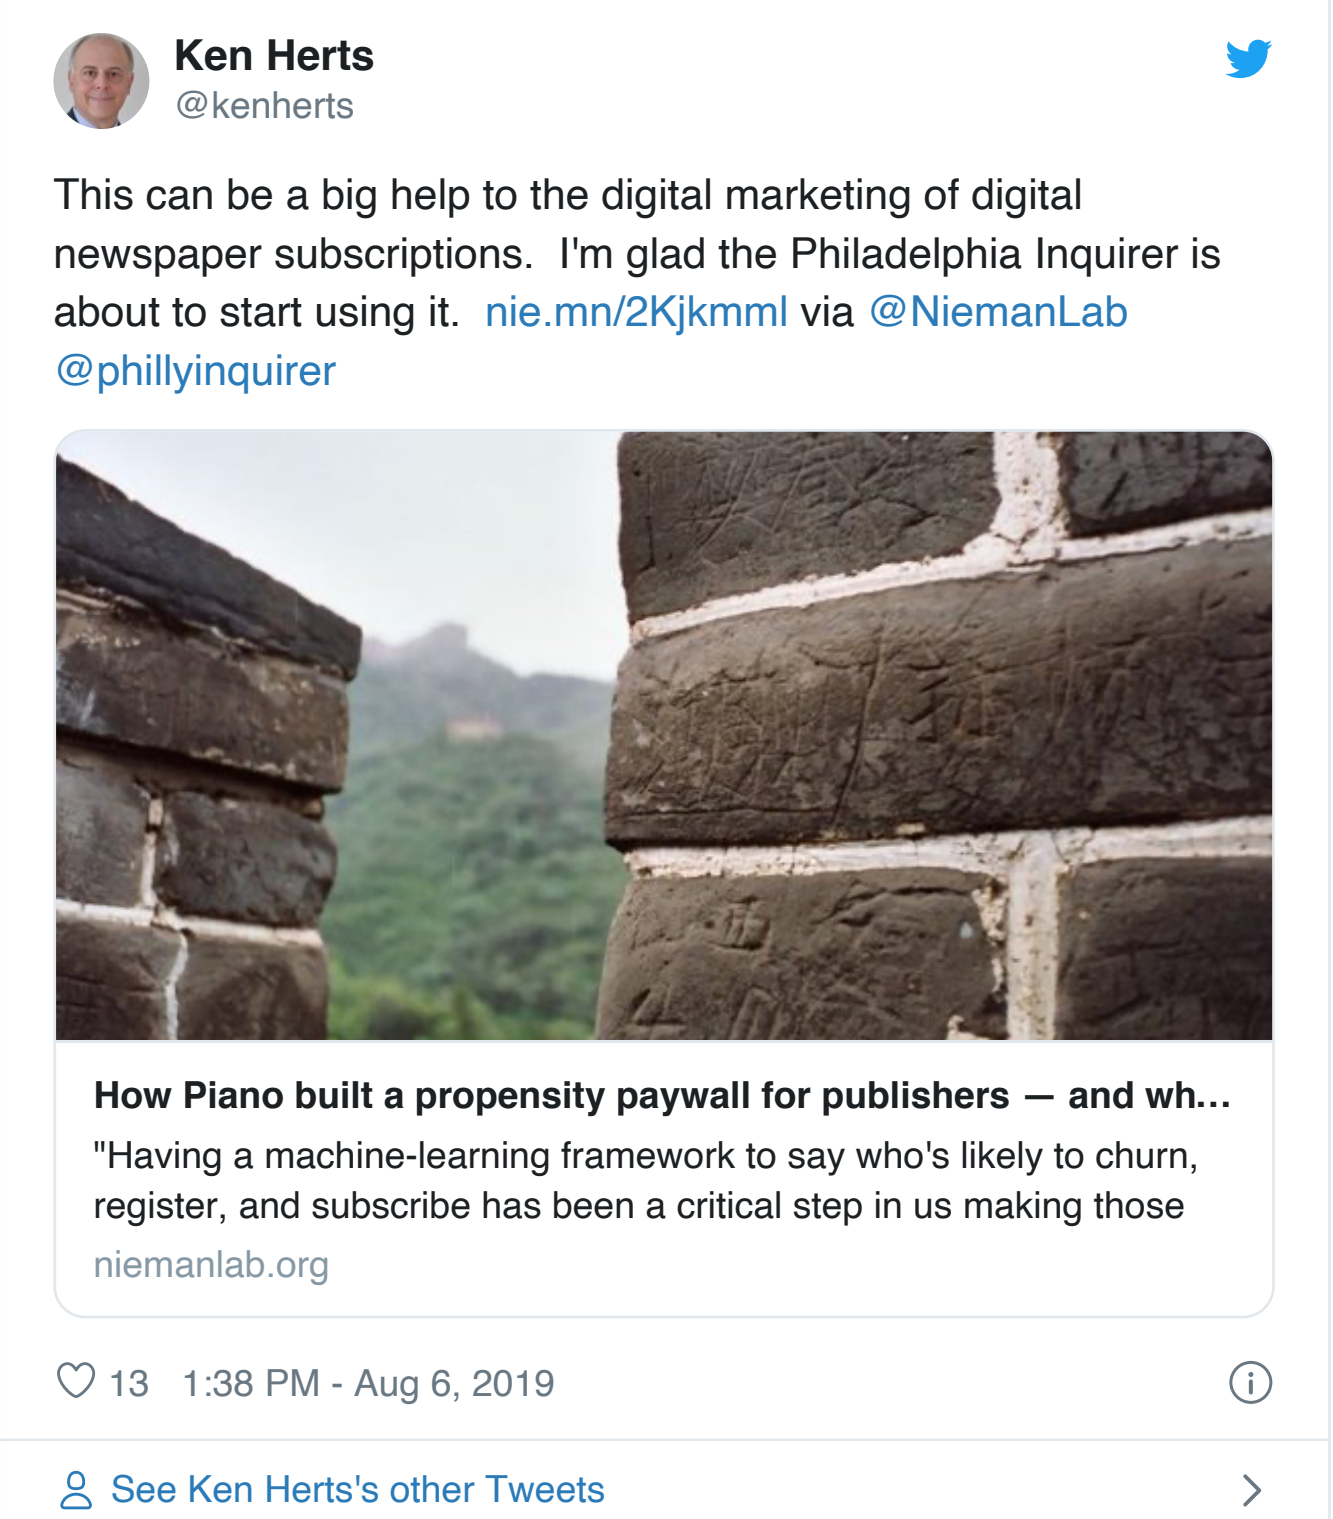 Ken Herts
@kenherts
This can be a big help to the digital marketing of digital
newspaper subscriptions.  I'm glad the Philadelphia Inquirer is
about to start using it.  nie.mn/2Kjkmml via @NiemanLab
@phillyinquirer
How Piano built a propensity paywall for publishers — and wh...
"Having a machine-learning framework to say who's likely to churn,
register, and subscribe has been a critical step in us making those
niemanlab.org
13 1:38 PM - Aug 6, 2019
See Ken Herts's other Tweets